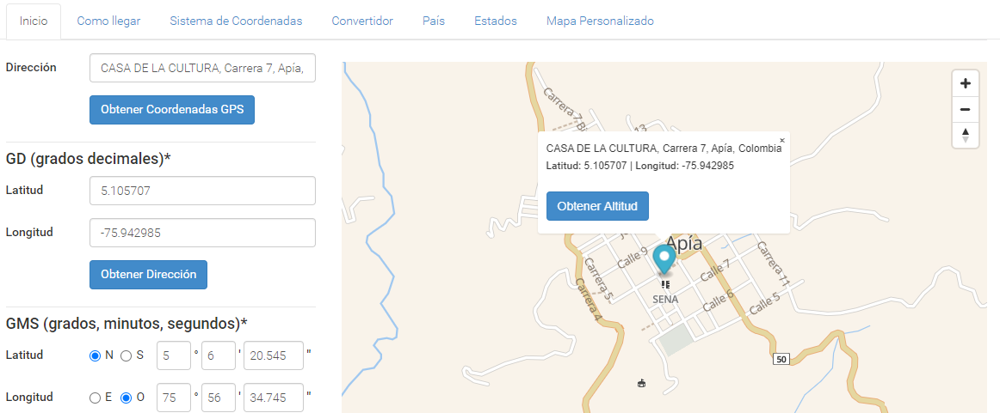 Inicio Como llegar Sistema de Coordenadas Convertidor País Estados Mapa Personalizado
Dirección CASA DE LA CULTURA, Carrera 7, Apía,
Obtener Coordenadas GPS
GD (grados decimales)*
Latitud 5.105707
Longitud -75.942985
Obtener Dirección
GMS (grados, minutos, segundos)*
Latitud N S 5 ° 6 ' 20.545 "
Longitud E O 75 ° 56 ' 34.745 "
+
−
Carrera 7 Bi
13
×
CASA DE LA CULTURA, Carrera 7, Apía, Colombia
Latitud: 5.105707 | Longitud: -75.942985
Obtener Altitud
Apía
Calle 9
Carrera 11
Carrera 5
Calle 7
Carrera 4
SENA
Calle 6
Calle 5
50